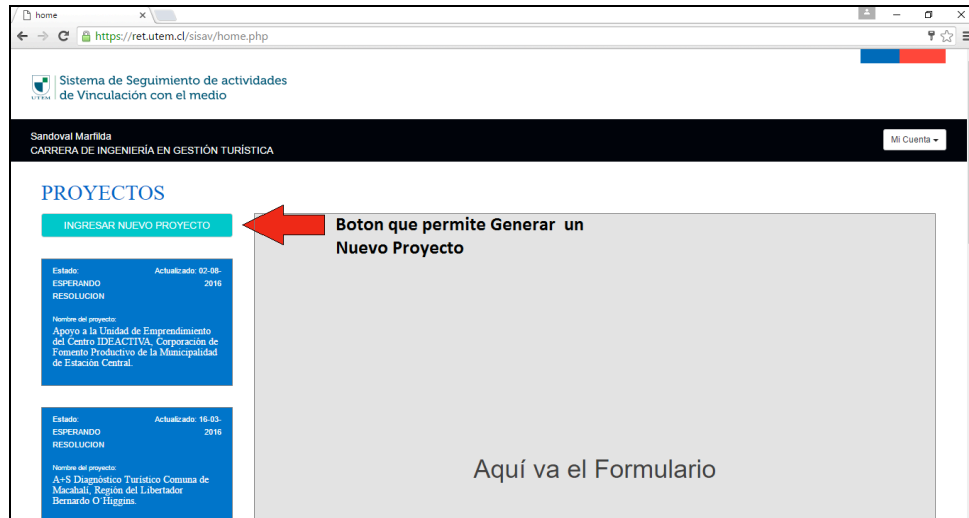 home
https://ret.utem.cl/sisav/home.php
UTEM
Sistema de Seguimiento de actividades
de Vinculación con el medio
Sandoval Marfilda
CARRERA DE INGENIERÍA EN GESTIÓN TURÍSTICA
Mi Cuenta
PROYECTOS
INGRESAR NUEVO PROYECTO
Boton que permite Generar un
Nuevo Proyecto
Estado: Actualizado: 02-08-
ESPERANDO 2016
RESOLUCION
Nombre del proyecto:
Apoyo a la Unidad de Emprendimiento
del Centro IDEACTIVA, Corporación de
Fomento Productivo de la Municipalidad
de Estación Central.
Estado: Actualizado: 16-03-
ESPERANDO 2016
RESOLUCION
Nombre del proyecto:
A+S Diagnóstico Turístico Comuna de
Macahalí, Región del Libertador
Bernardo O'Higgins.
Aquí va el Formulario